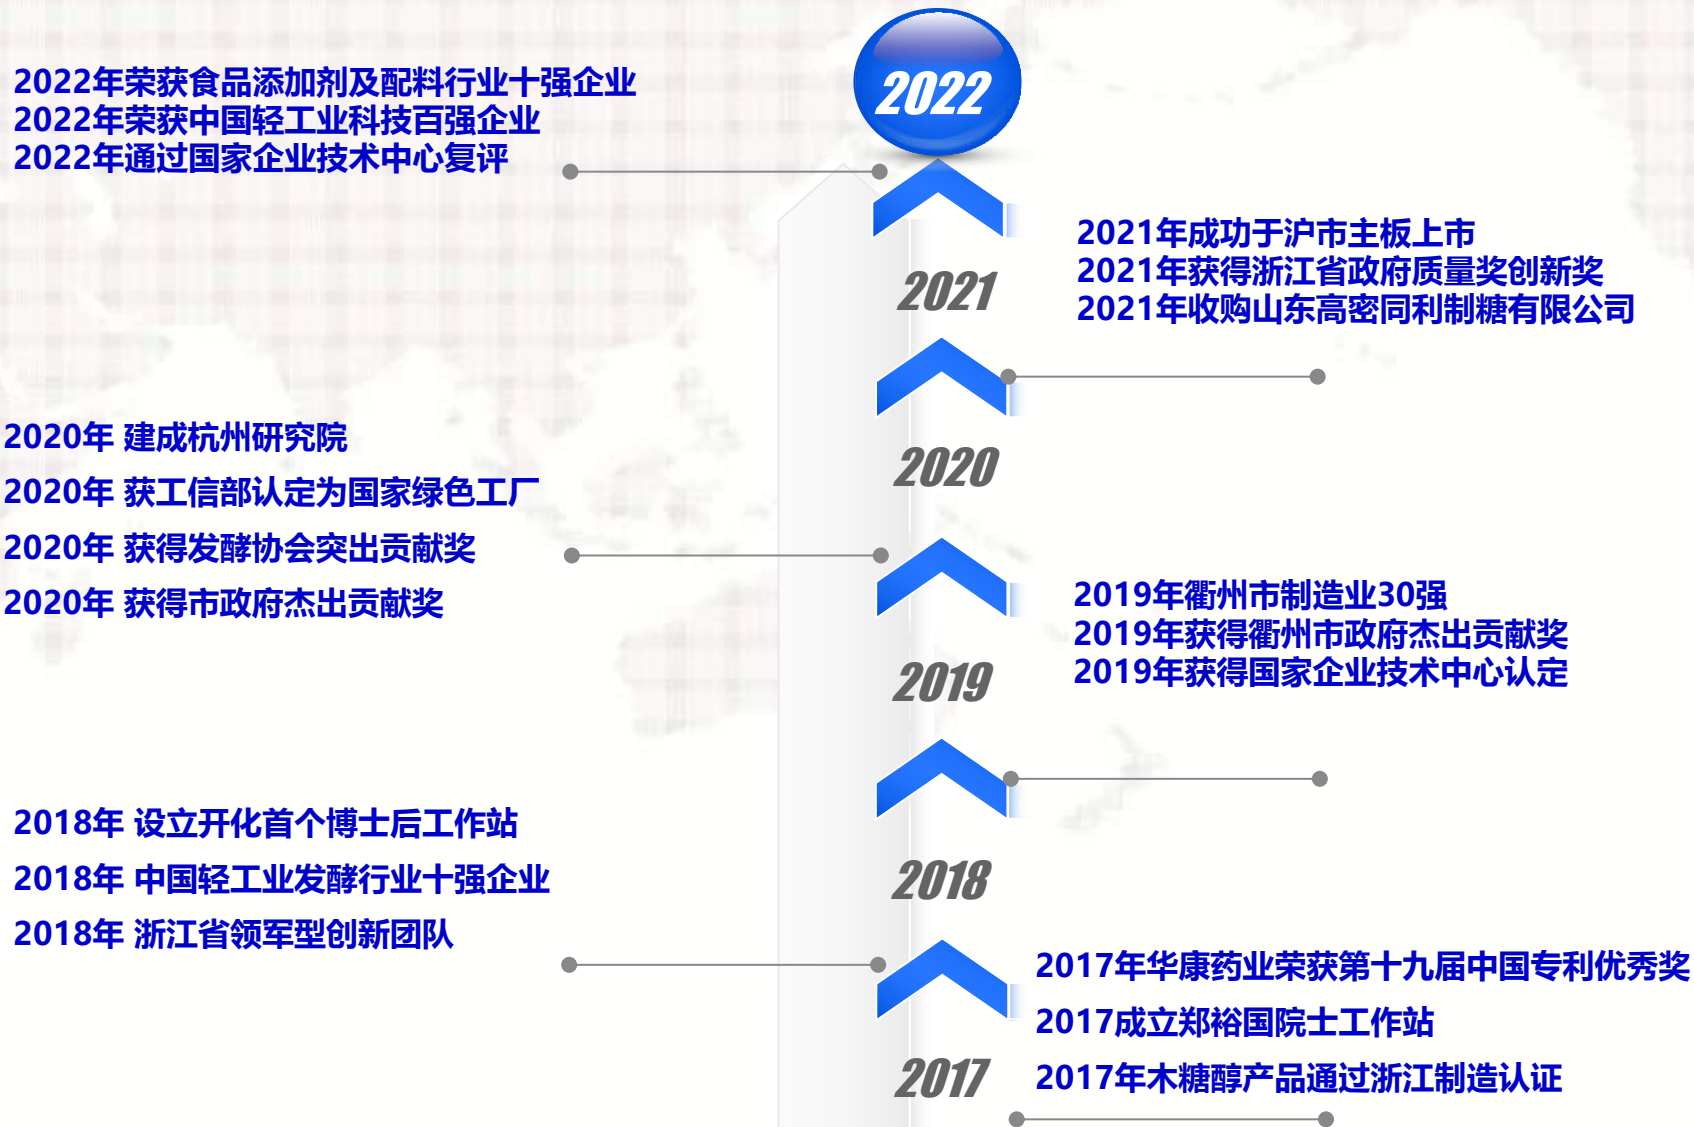 2022
2022年荣获食品添加剂及配料行业十强企业
2022年荣获中国轻工业科技百强企业
2022年通过国家企业技术中心复评
2021
2021年成功于沪市主板上市
2021年获得浙江省政府质量奖创新奖
2021年收购山东高密同利制糖有限公司
2020
2020年 建成杭州研究院
2020年 获工信部认定为国家绿色工厂
2020年 获得发酵协会突出贡献奖
2020年 获得市政府杰出贡献奖
2019
2019年衢州市制造业30强
2019年获得衢州市政府杰出贡献奖
2019年获得国家企业技术中心认定
2018
2018年 设立开化首个博士后工作站
2018年 中国轻工业发酵行业十强企业
2018年 浙江省领军型创新团队
2017
2017年华康药业荣获第十九届中国专利优秀奖
2017成立郑裕国院士工作站
2017年木糖醇产品通过浙江制造认证